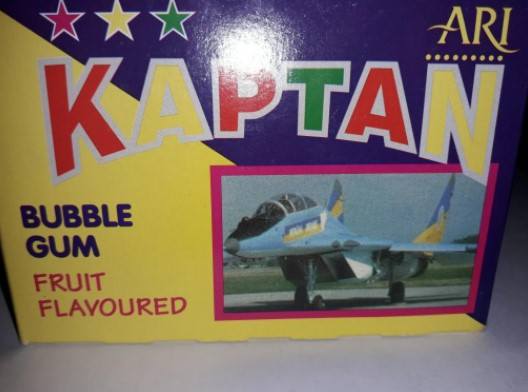 ARI
KAPTAN
BUBBLE
GUM
FRUIT
FLAVOURED